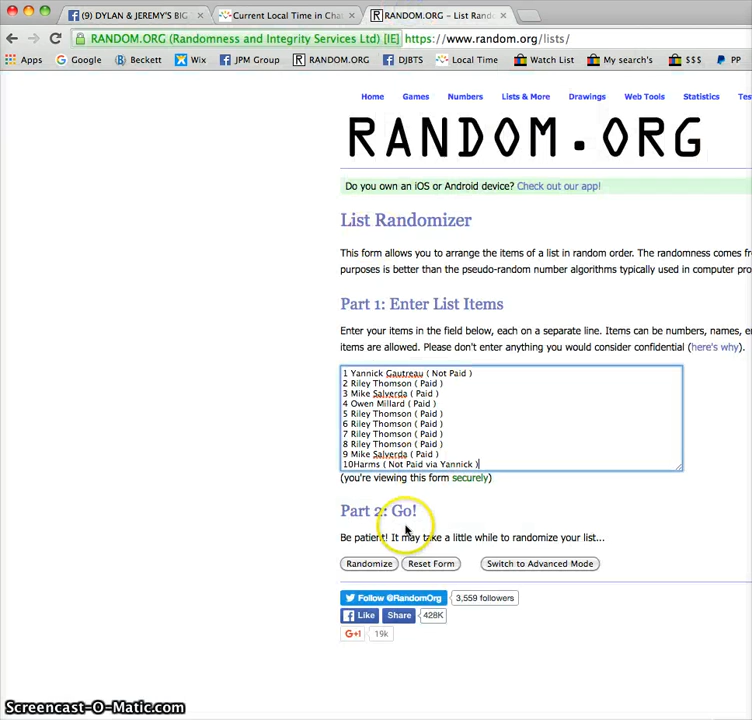 (9) DYLAN & JEREMY'S BIG
Current Local Time in Chat
RANDOM.ORG – List Rand
RANDOM.ORG (Randomness and Integrity Services Ltd) [IE] https://www.random.org/lists/
Apps Google Beckett Wix JPM Group RANDOM.ORG DJBTS Local Time Watch List My search's $$$ PP
Home Games Numbers Lists & More Drawings Web Tools Statistics Tes
RANDOM.ORG
Do you own an iOS or Android device? Check out our app!
List Randomizer
This form allows you to arrange the items of a list in random order. The randomness comes fr
purposes is better than the pseudo-random number algorithms typically used in computer pro
Part 1: Enter List Items
Enter your items in the field below, each on a separate line. Items can be numbers, names, e
items are allowed. Please don't enter anything you would consider confidential (here's why).
1 Yannick Gautreau ( Not Paid )
2 Riley Thomson ( Paid )
3 Mike Salverda ( Paid )
4 Owen Millard ( Paid )
5 Riley Thomson ( Paid )
6 Riley Thomson ( Paid )
7 Riley Thomson ( Paid )
8 Riley Thomson ( Paid )
9 Mike Salverda ( Paid )
10Harms ( Not Paid via Yannick )
(you're viewing this form securely)
Part 2: Go!
Be patient! It may take a little while to randomize your list...
Randomize Reset Form Switch to Advanced Mode
Follow @RandomOrg 3,559 followers
Like Share 428K
G+1 19k
Screencast-O-Matic.com